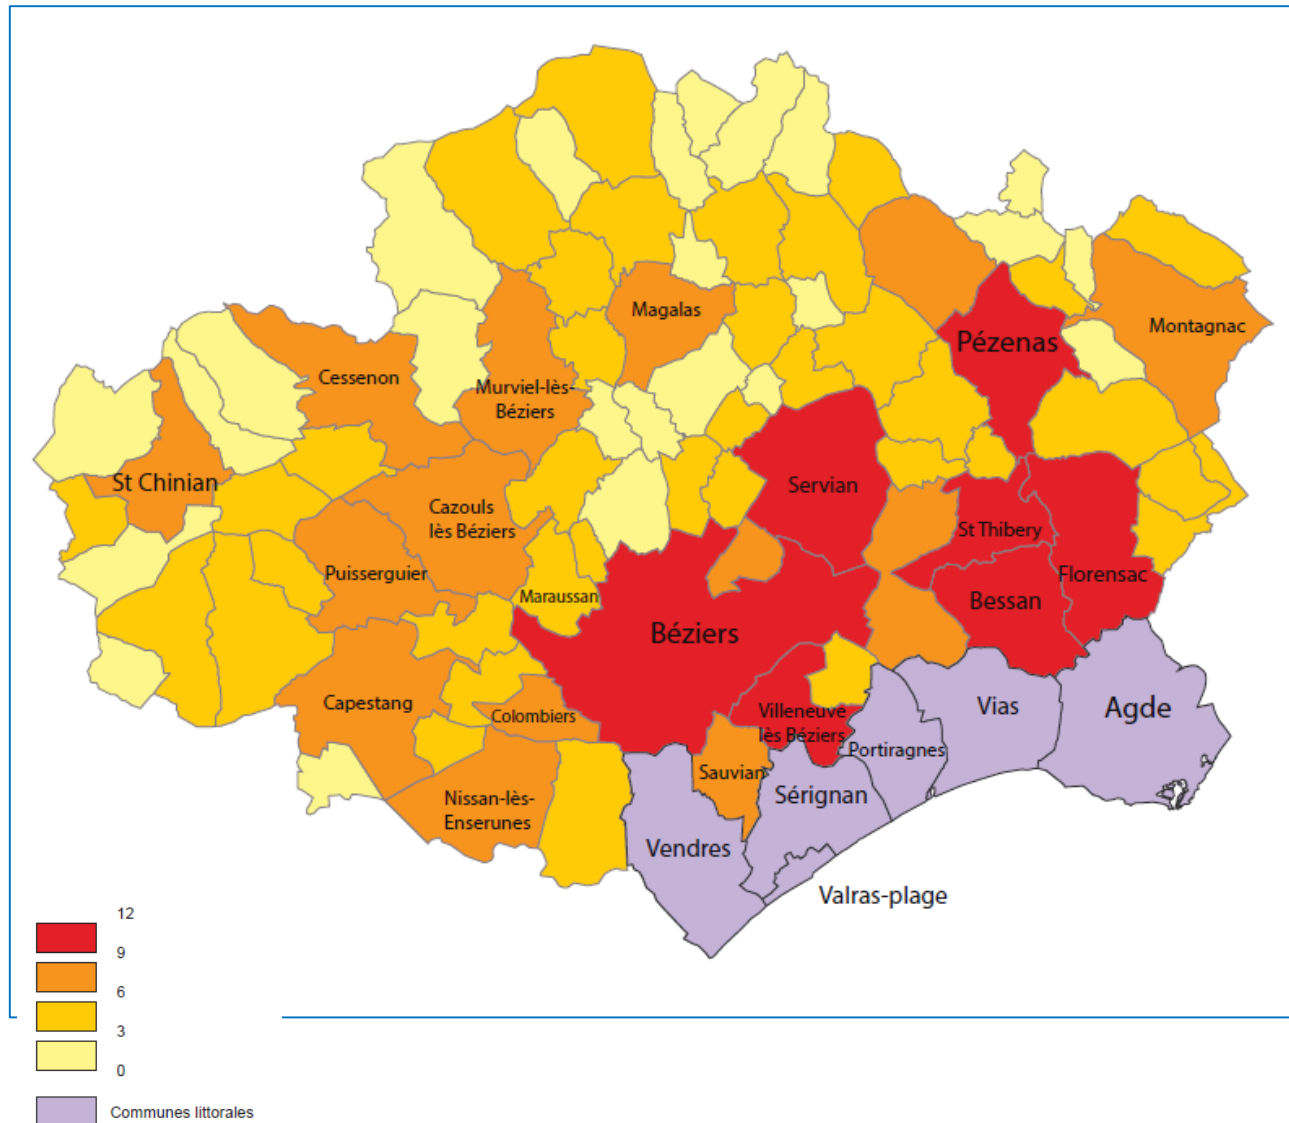 Magalas
Montagnac
Pézenas
Cessenon
Murviel-lès-
Béziers
St Chinian
Servian
Cazouls
lès Béziers
St Thibery
Puisserguier
Florensac
Maraussan
Bessan
Béziers
Capestang
Colombiers
Villeneuve
lès Béziers
Vias
Agde
Portiragnes
Sauvian
Sérignan
Nissan-lès-
Enserunes
Vendres
Valras-plage
12
9
6
3
0
Communes littorales